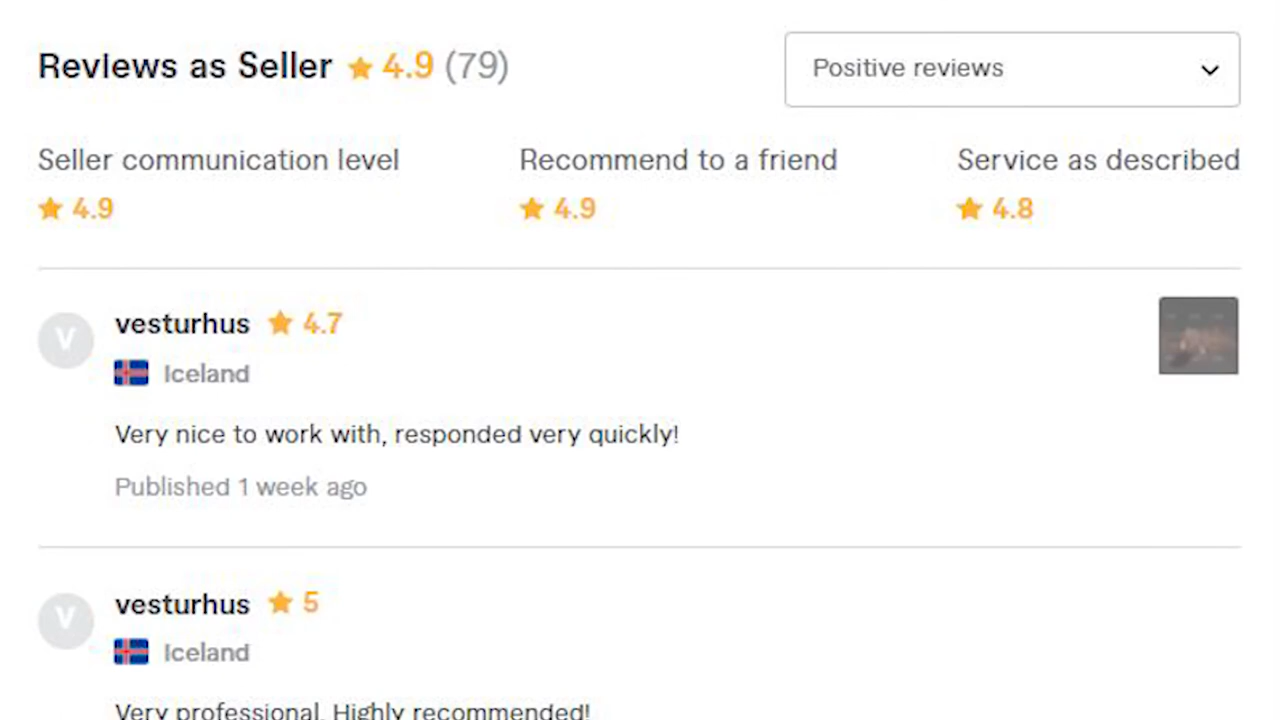 Reviews as Seller ★ 4.9 (79)
Positive reviews
Seller communication level
★ 4.9
Recommend to a friend
★ 4.9
Service as described
★ 4.8
V
vesturhus ★ 4.7
Iceland
Very nice to work with, responded very quickly!
Published 1 week ago
V
vesturhus ★ 5
Iceland
Very professional. Highly recommended!